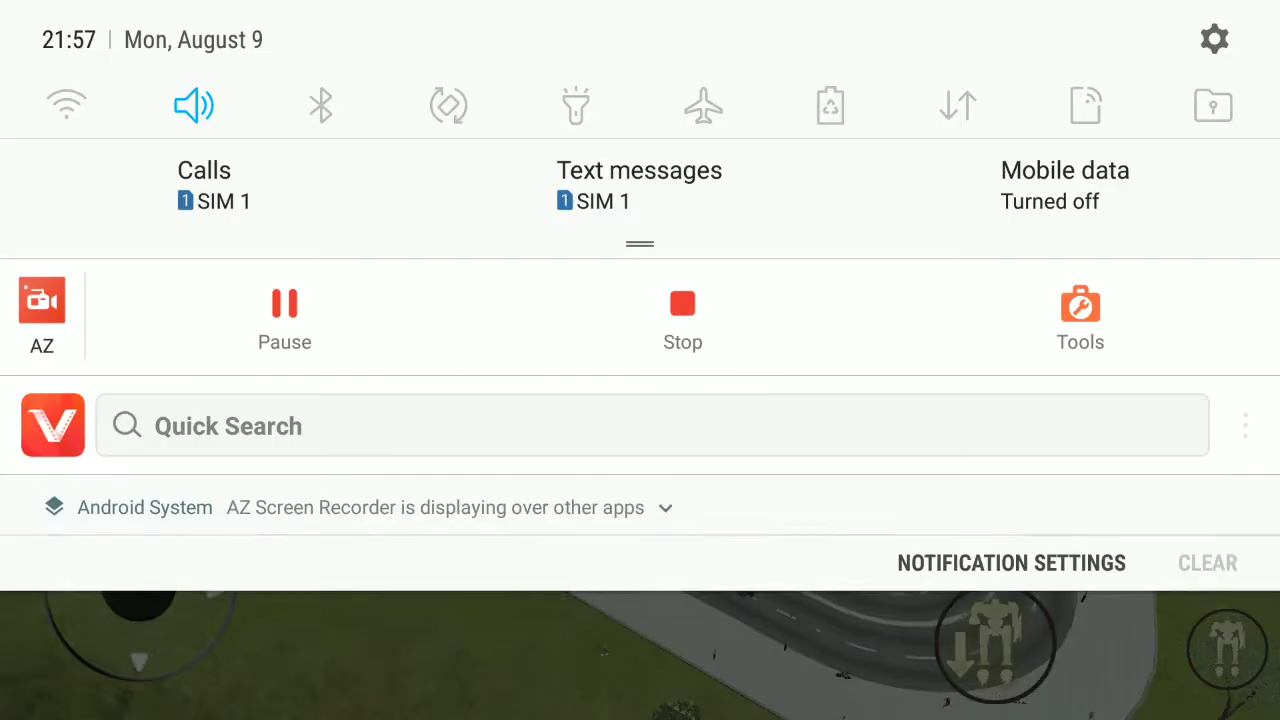 21:57 | Mon, August 9
Calls
1 SIM 1
Text messages
1 SIM 1
Mobile data
Turned off
AZ
Pause
Stop
Tools
V
Quick Search
Android System AZ Screen Recorder is displaying over other apps
NOTIFICATION SETTINGS
CLEAR